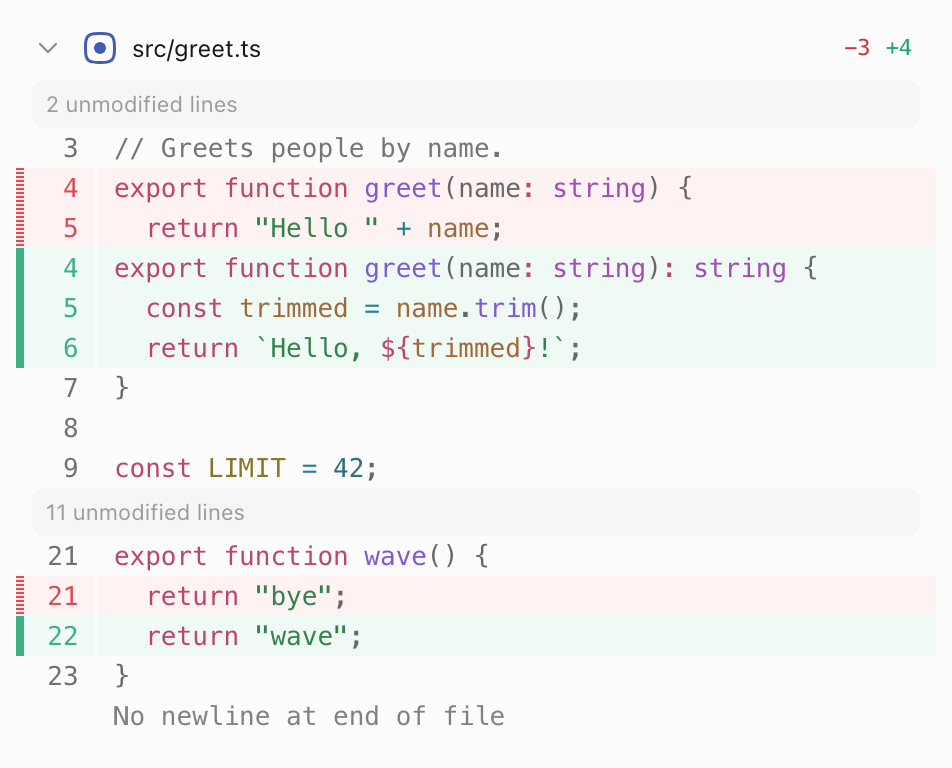 src/greet.ts −3 +4
2 unmodified lines
3 // Greets people by name.
4 export function greet(name: string) {
5   return "Hello " + name;
4 export function greet(name: string): string {
5   const trimmed = name.trim();
6   return `Hello, ${trimmed}!`;
7 }
8
9 const LIMIT = 42;
11 unmodified lines
21 export function wave() {
21   return "bye";
22   return "wave";
23 }
No newline at end of file